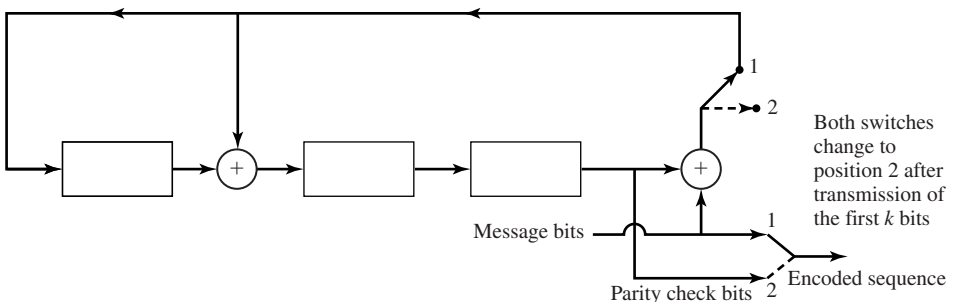 1
2
Both switches
change to
position 2 after
transmission of
the first k bits
+
+
Message bits
1
Encoded sequence
Parity check bits
2